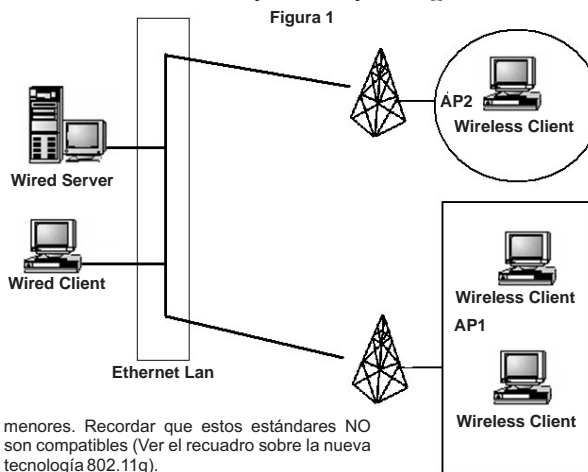 Figura 1
AP2
Wireless Client
Wired Server
Wired Client
Wireless Client
AP1
Ethernet Lan
Wireless Client
menores. Recordar que estos estándares NO
son compatibles (Ver el recuadro sobre la nueva
tecnología 802.11g).